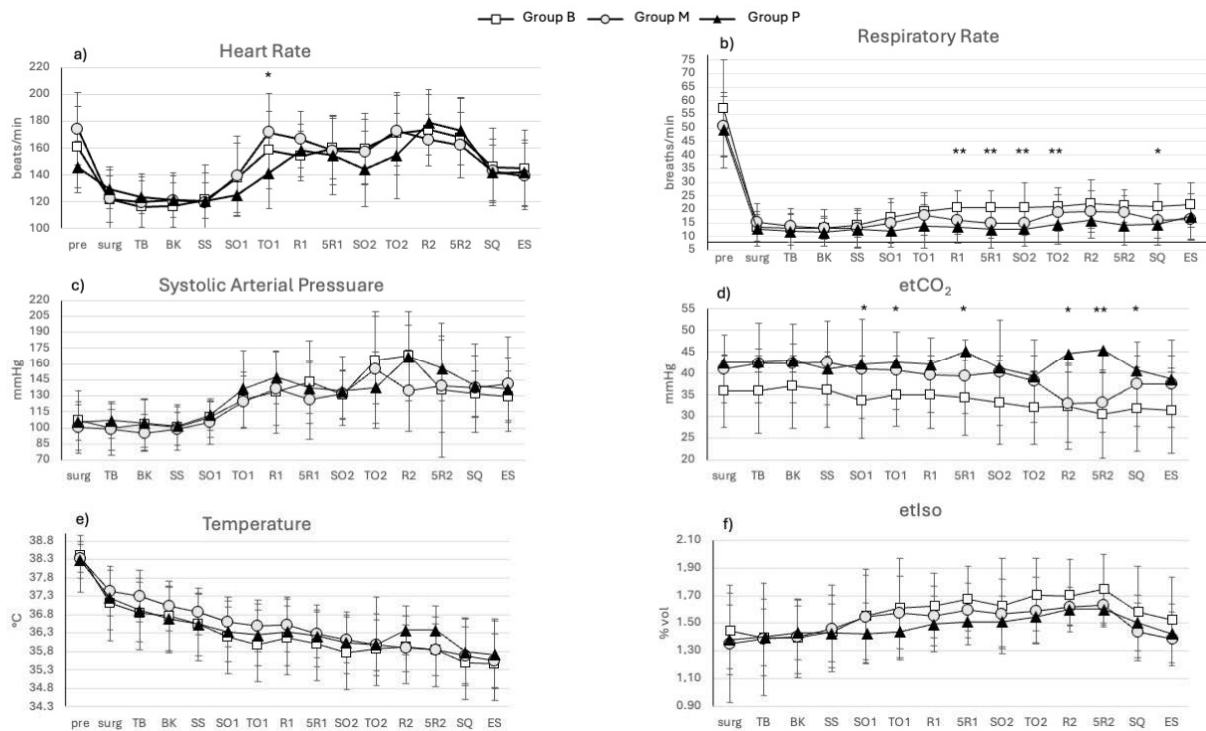 Group B Group M Group P
a)
Heart Rate
220
200
*
180
160
140
120
100
beats/min
pre surg TB BK SS SO1 TO1 R1 5R1 SO2 TO2 R2 5R2 SQ ES
b)
Respiratory Rate
75
70
65
60
55
50
45
40
35
30
25
20
15
10
5
** ** ** ** *
breaths/min
pre surg TB BK SS SO1 TO1 R1 5R1 SO2 TO2 R2 5R2 SQ ES
c)
Systolic Arterial Pressuare
220
205
190
175
160
145
130
115
100
85
70
mmHg
surg TB BK SS SO1 TO1 R1 5R1 SO2 TO2 R2 5R2 SQ ES
d)
etCO2
55
50
45
40
35
30
25
20
* * * * ** *
mmHg
surg TB BK SS SO1 TO1 R1 5R1 SO2 TO2 R2 5R2 SQ ES
e)
Temperature
38.8
38.3
37.8
37.3
36.8
36.3
35.8
35.3
34.8
34.3
ºC
pre surg TB BK SS SO1 TO1 R1 5R1 SO2 TO2 R2 5R2 SQ ES
f)
etIso
2.10
1.90
1.70
1.50
1.30
1.10
0.90
% vol
surg TB BK SS SO1 TO1 R1 5R1 SO2 TO2 R2 5R2 SQ ES